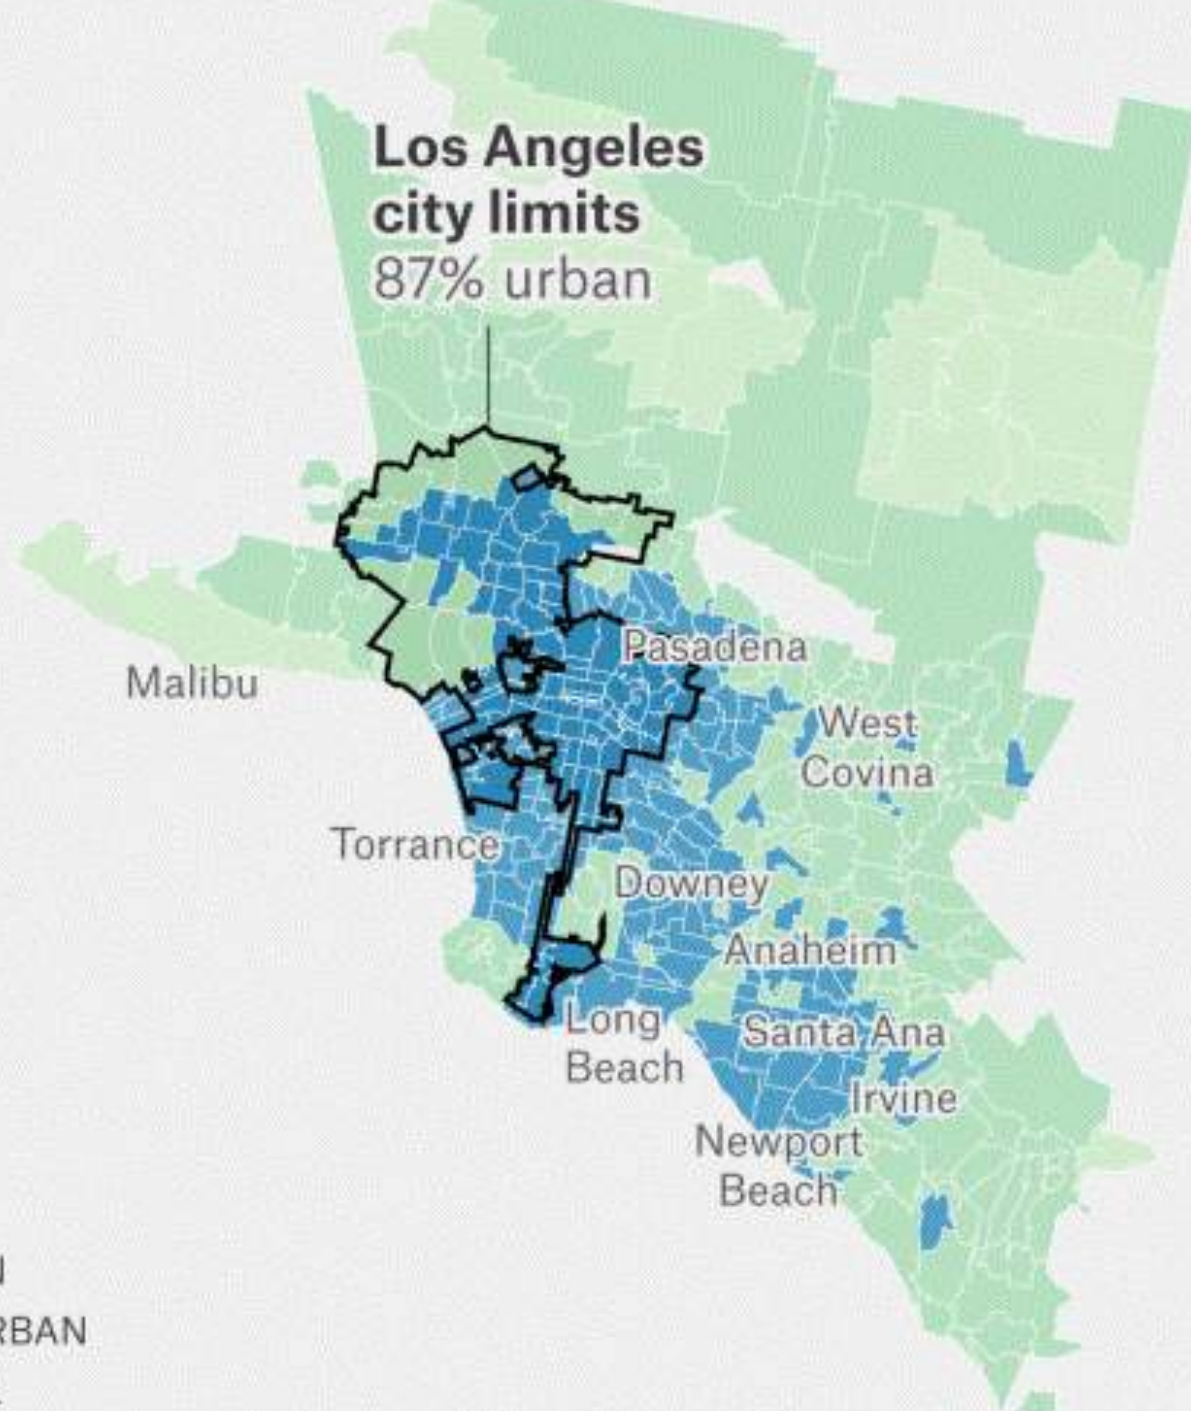 Los Angeles
city limits
87% urban
Pasadena
Malibu
West
Covina
Torrance
Downey
Anaheim
Long
Beach
Santa Ana
Irvine
Newport
Beach
RBAN